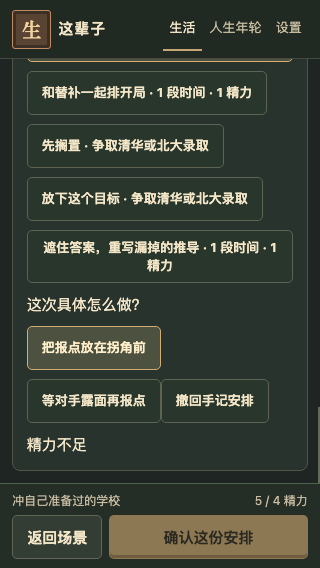 生
这辈子
生活
人生年轮
设置
和替补一起排开局 · 1 段时间 · 1 精力
先搁置 · 争取清华或北大录取
放下这个目标 · 争取清华或北大录取
遮住答案，重写漏掉的推导 · 1 段时间 · 1
精力
这次具体怎么做?
把报点放在拐角前
等对手露面再报点
撤回手记安排
精力不足
冲自己准备过的学校
5 / 4 精力
返回场景
确认这份安排